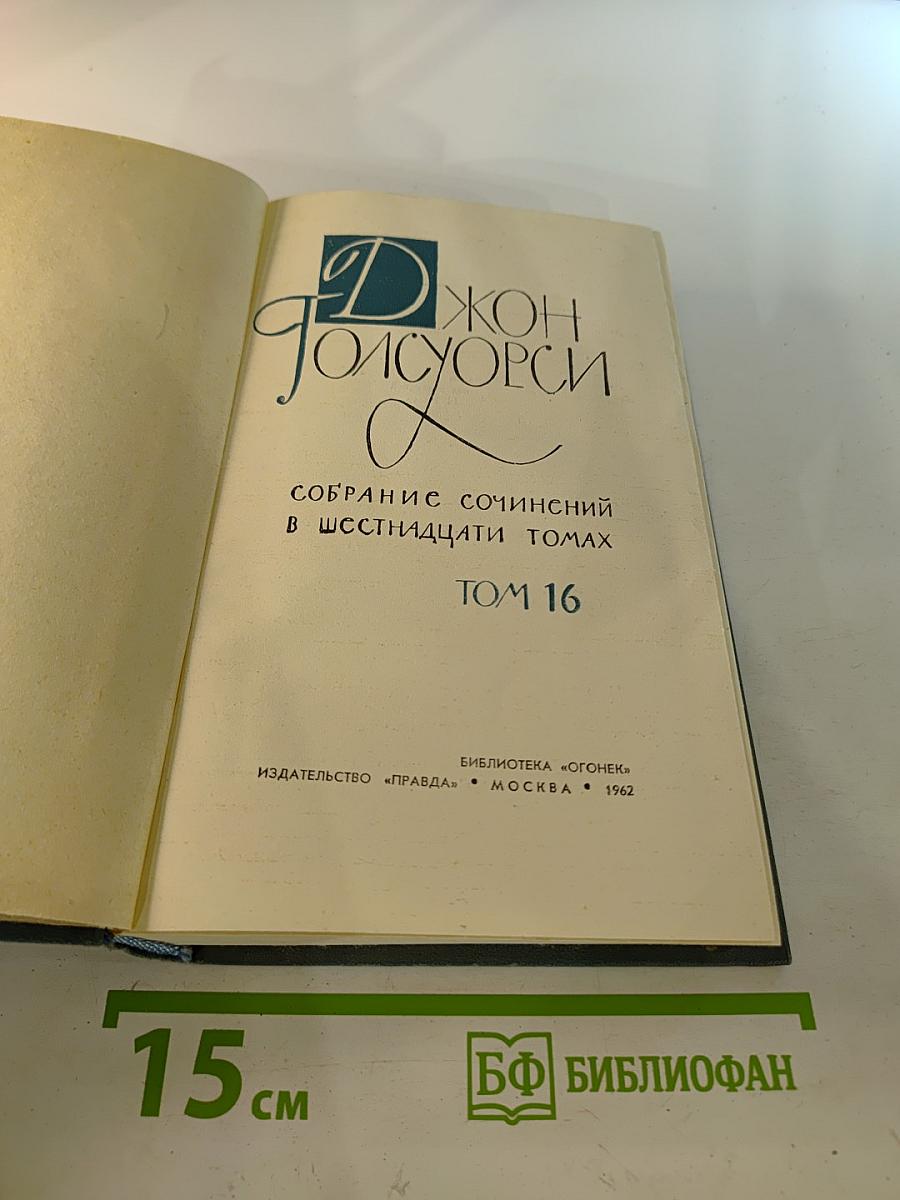 Джон
Голсуорси
СОБРАНИЕ СОЧИНЕНИЙ
В ШЕСТНАДЦАТИ ТОМАХ
ТОМ 16
БИБЛИОТЕКА «ОГОНЕК»
ИЗДАТЕЛЬСТВО «ПРАВДА» • МОСКВА • 1962
15 см
БФ БИБЛИОФАН